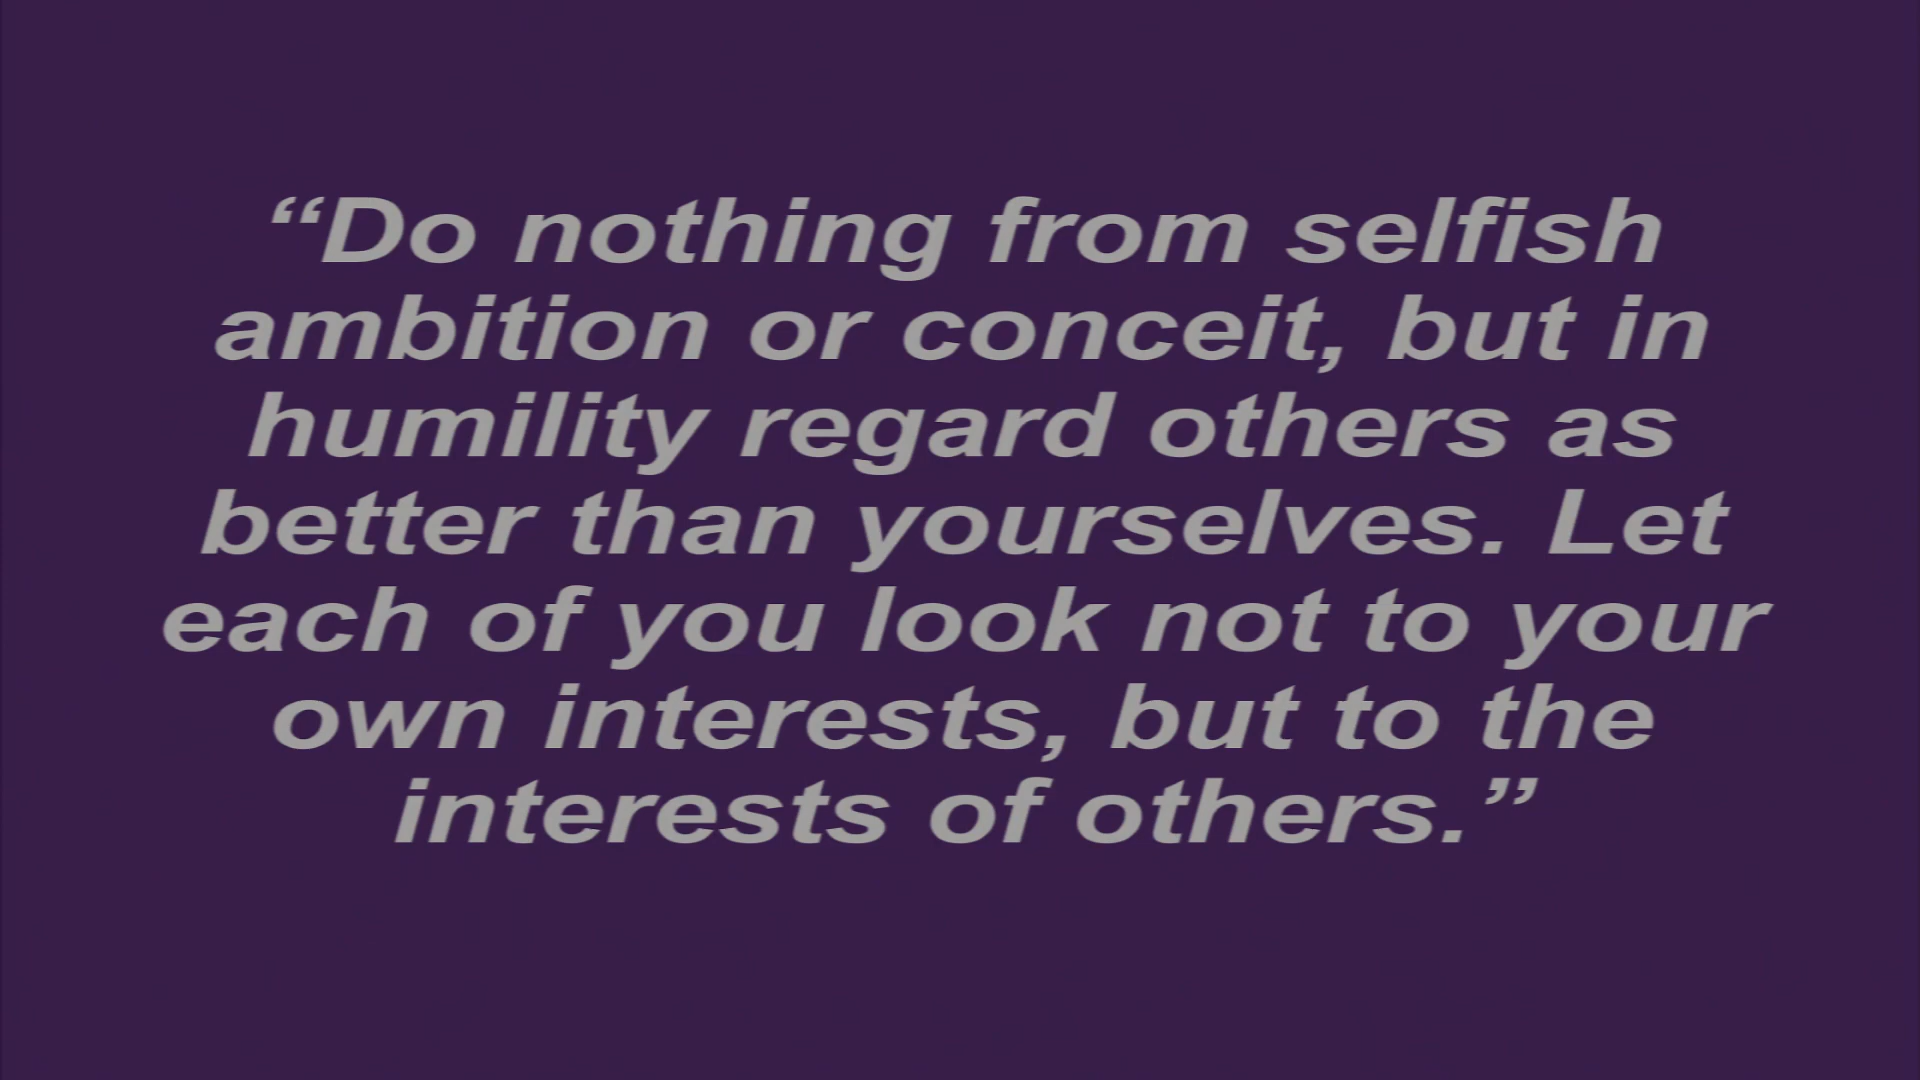 “Do nothing from selfish
ambition or conceit, but in
humility regard others as
better than yourselves. Let
each of you look not to your
own interests, but to the
interests of others.”